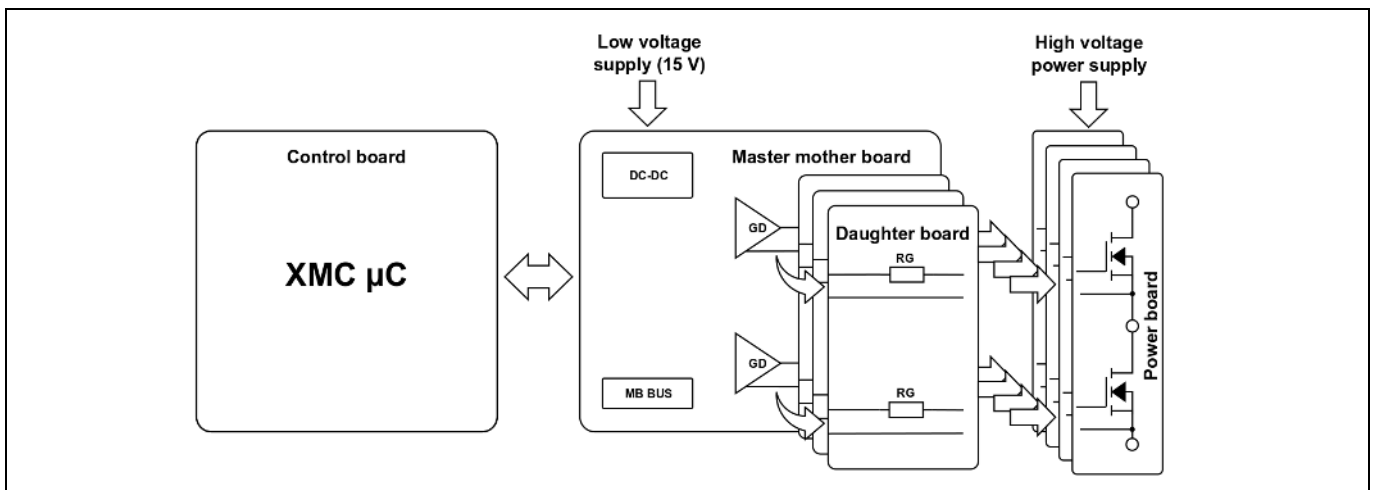 Low voltage
supply (15 V)
High voltage
power supply
Control board
XMC µC
Master mother board
DC-DC
GD
GD
MB BUS
Daughter board
RG
RG
Power board